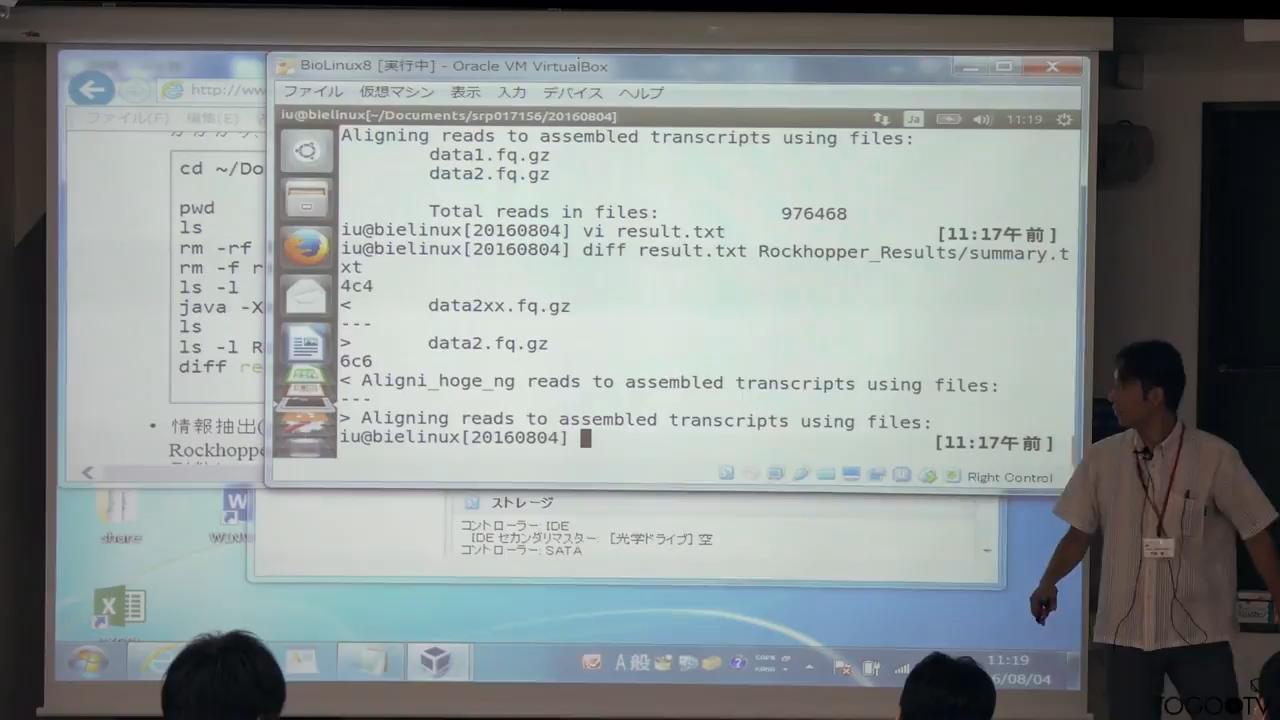 BioLinux8 [実行中] - Oracle VM VirtualBox
ファイル 仮想マシン 表示 入力 デバイス ヘルプ
iu@bielinux[~/Documents/srp017156/20160804]
Ja 11:19
Aligning reads to assembled transcripts using files:
data1.fq.gz
data2.fq.gz
Total reads in files: 976468
iu@bielinux[20160804] vi result.txt [11:17午前]
iu@bielinux[20160804] diff result.txt Rockhopper_Results/summary.t
xt
4c4
< data2xx.fq.gz
---
> data2.fq.gz
6c6
< Aligni_hoge_ng reads to assembled transcripts using files:
---
> Aligning reads to assembled transcripts using files:
iu@bielinux[20160804] [11:17午前]
Right Control
http://ww
ファイル(F) 編集(E)
cd ~/Do
pwd
ls
rm -rf
rm -f r
ls -l
java -X
ls
ls -l R
diff re
• 情報抽出(
Rockhoppe
ストレージ
コントローラー: IDE
IDE セカンダリマスター: [光学ドライブ] 空
コントローラー: SATA
share
A 般
CAPS
KANA
11:19
6/08/04
TOGOTV